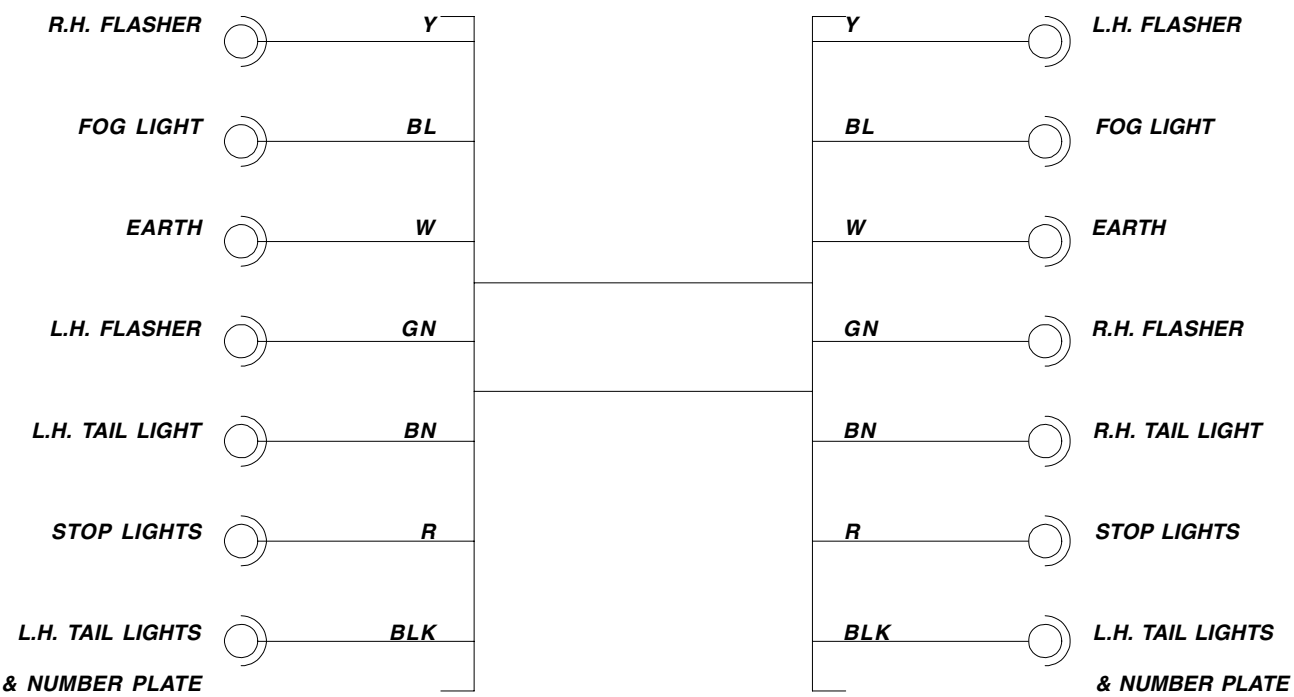 R.H. FLASHER Y Y L.H. FLASHER
FOG LIGHT BL BL FOG LIGHT
EARTH W W EARTH
L.H. FLASHER GN GN R.H. FLASHER
L.H. TAIL LIGHT BN BN R.H. TAIL LIGHT
STOP LIGHTS R R STOP LIGHTS
L.H. TAIL LIGHTS BLK BLK L.H. TAIL LIGHTS
& NUMBER PLATE & NUMBER PLATE